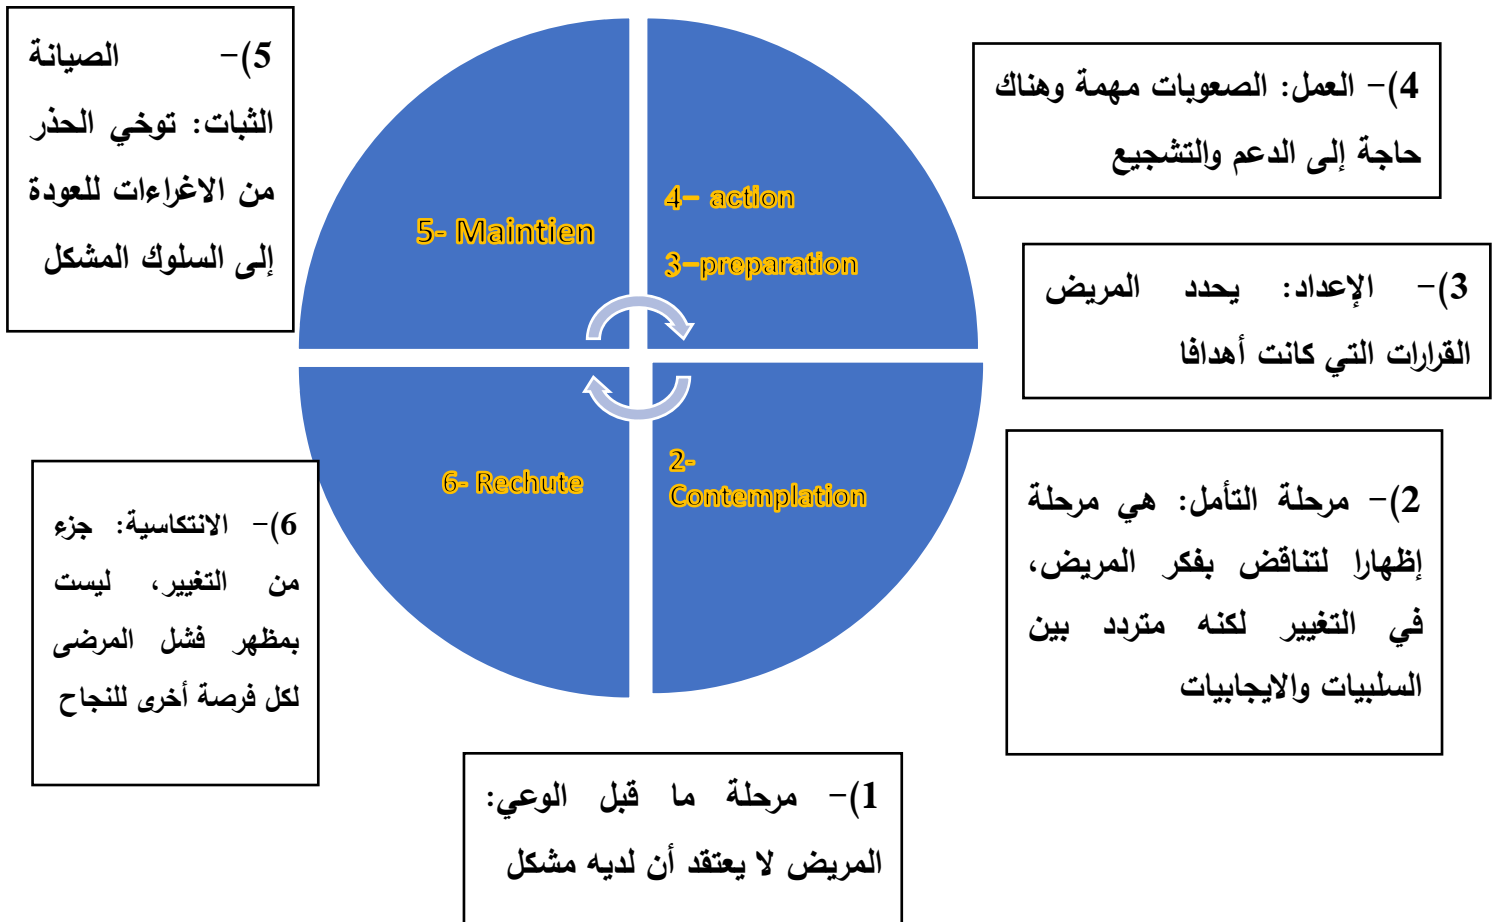 5)- الصيانة
الثبات: توخي الحذر
من الاغراءات للعودة
إلى السلوك المشكل
4)- العمل: الصعوبات مهمة وهناك
حاجة إلى الدعم والتشجيع
4- action
3-preparation
5- Maintien
3)- الإعداد: يحدد المريض
القرارات التي كانت أهدافا
2)- مرحلة التأمل: هي مرحلة
إظهارا لتناقض بفكر المريض،
في التغيير لكنه متردد بين
السلبيات والايجابيات
2-
Contemplation
6- Rechute
6)- الانتكاسية: جزء
من التغيير، ليست
بمظهر فشل المرضى
لكل فرصة أخرى للنجاح
1)- مرحلة ما قبل الوعي:
المريض لا يعتقد أن لديه مشكل